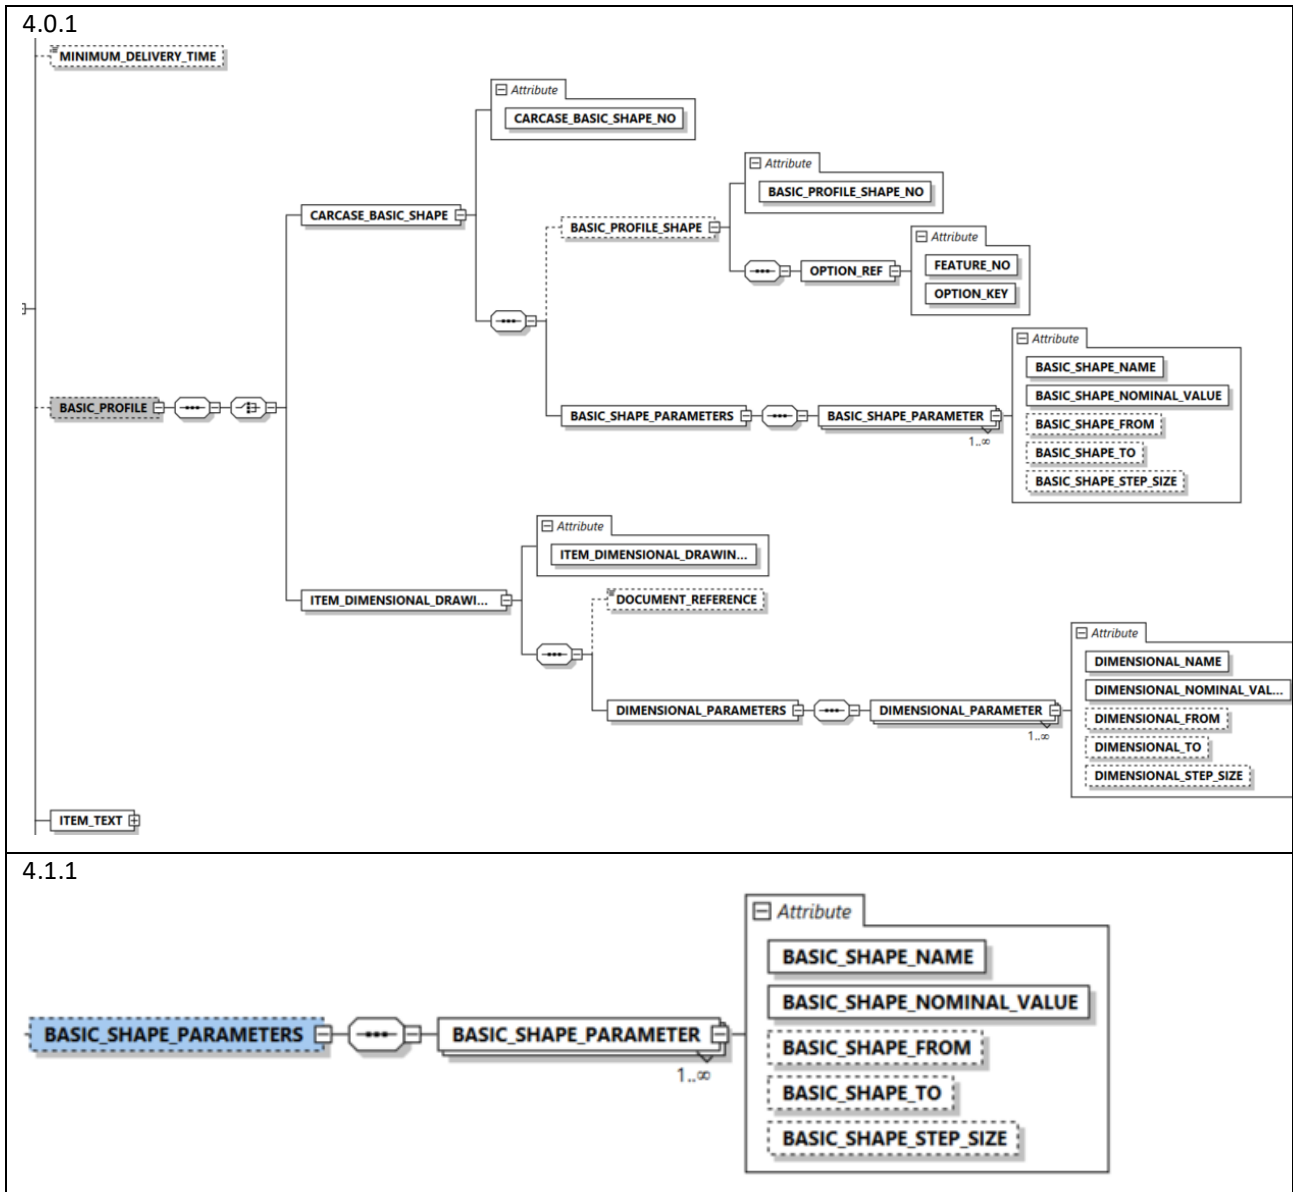 4.0.1
MINIMUM_DELIVERY_TIME
Attribute
CARCASE_BASIC_SHAPE_NO
Attribute
BASIC_PROFILE_SHAPE_NO
CARCASE_BASIC_SHAPE
BASIC_PROFILE_SHAPE
Attribute
FEATURE_NO
OPTION_REF
OPTION_KEY
Attribute
BASIC_SHAPE_NAME
BASIC_SHAPE_NOMINAL_VALUE
BASIC_PROFILE
BASIC_SHAPE_PARAMETERS
BASIC_SHAPE_PARAMETER
1..∞
BASIC_SHAPE_FROM
BASIC_SHAPE_TO
BASIC_SHAPE_STEP_SIZE
Attribute
ITEM_DIMENSIONAL_DRAWIN...
ITEM_DIMENSIONAL_DRAWI...
DOCUMENT_REFERENCE
Attribute
DIMENSIONAL_NAME
DIMENSIONAL_NOMINAL_VAL...
DIMENSIONAL_PARAMETERS
DIMENSIONAL_PARAMETER
1..∞
DIMENSIONAL_FROM
DIMENSIONAL_TO
DIMENSIONAL_STEP_SIZE
ITEM_TEXT
4.1.1
Attribute
BASIC_SHAPE_NAME
BASIC_SHAPE_NOMINAL_VALUE
BASIC_SHAPE_PARAMETERS
BASIC_SHAPE_PARAMETER
1..∞
BASIC_SHAPE_FROM
BASIC_SHAPE_TO
BASIC_SHAPE_STEP_SIZE